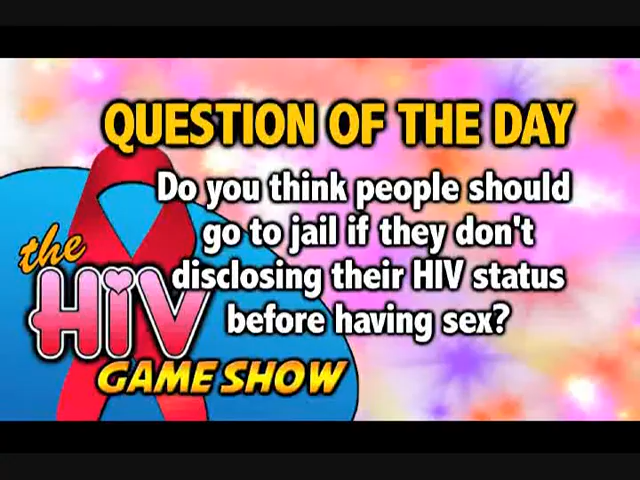 QUESTION OF THE DAY
Do you think people should
go to jail if they don't
disclosing their HIV status
before having sex?
the
HIV
GAME SHOW